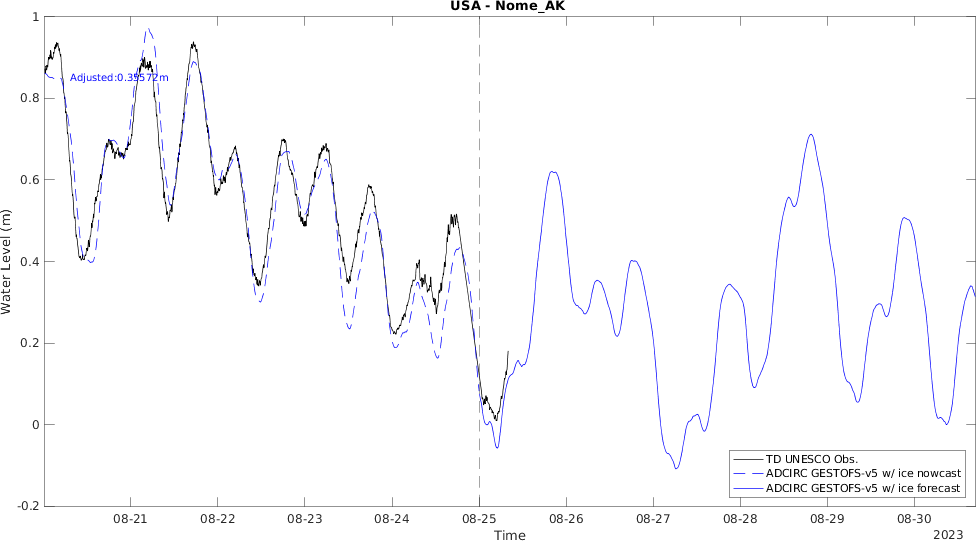 USA - Nome_AK
1
0.8
0.6
0.4
0.2
0
-0.2
Water Level (m)
Adjusted:0.39572m
TD UNESCO Obs.
ADCIRC GESTOFS-v5 w/ ice nowcast
ADCIRC GESTOFS-v5 w/ ice forecast
08-21 08-22 08-23 08-24 08-25 08-26 08-27 08-28 08-29 08-30
Time
2023